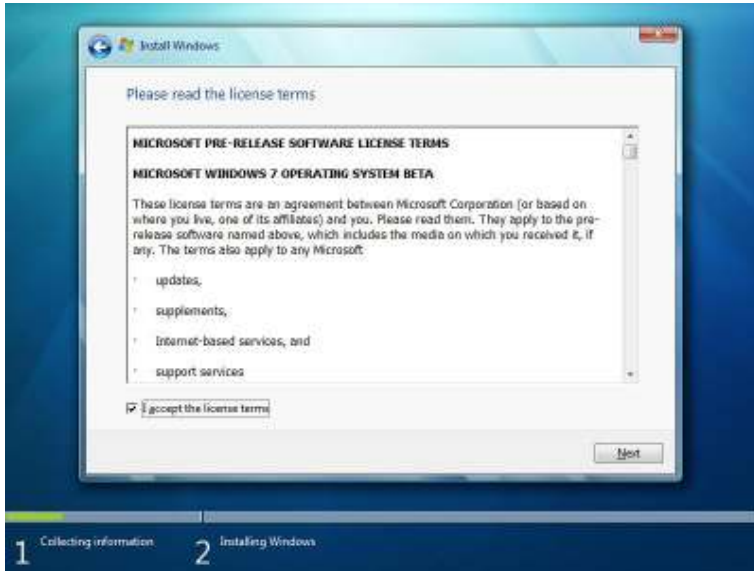 Install Windows
Please read the license terms
MICROSOFT PRE-RELEASE SOFTWARE LICENSE TERMS
MICROSOFT WINDOWS 7 OPERATING SYSTEM BETA
These license terms are an agreement between Microsoft Corporation (or based on
where you live, one of its affiliates) and you. Please read them. They apply to the pre-
release software named above, which includes the media on which you received it, if
any. The terms also apply to any Microsoft
· updates,
· supplements,
· Internet-based services, and
· support services
I accept the license terms
Next
1 Collecting information
2 Installing Windows